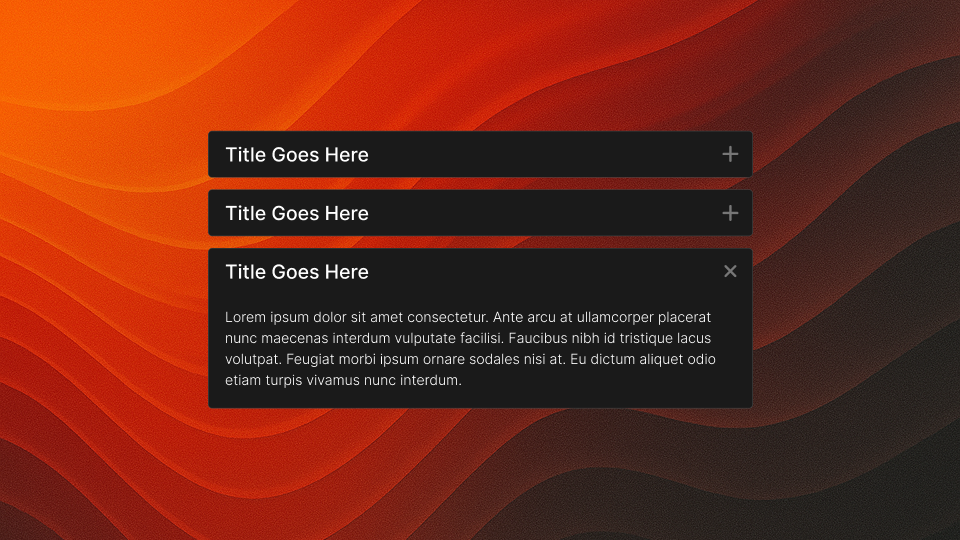 Title Goes Here
Title Goes Here
Title Goes Here
Lorem ipsum dolor sit amet consectetur. Ante arcu at ullamcorper placerat
nunc maecenas interdum vulputate facilisi. Faucibus nibh id tristique lacus
volutpat. Feugiat morbi ipsum ornare sodales nisi at. Eu dictum aliquet odio
etiam turpis vivamus nunc interdum.